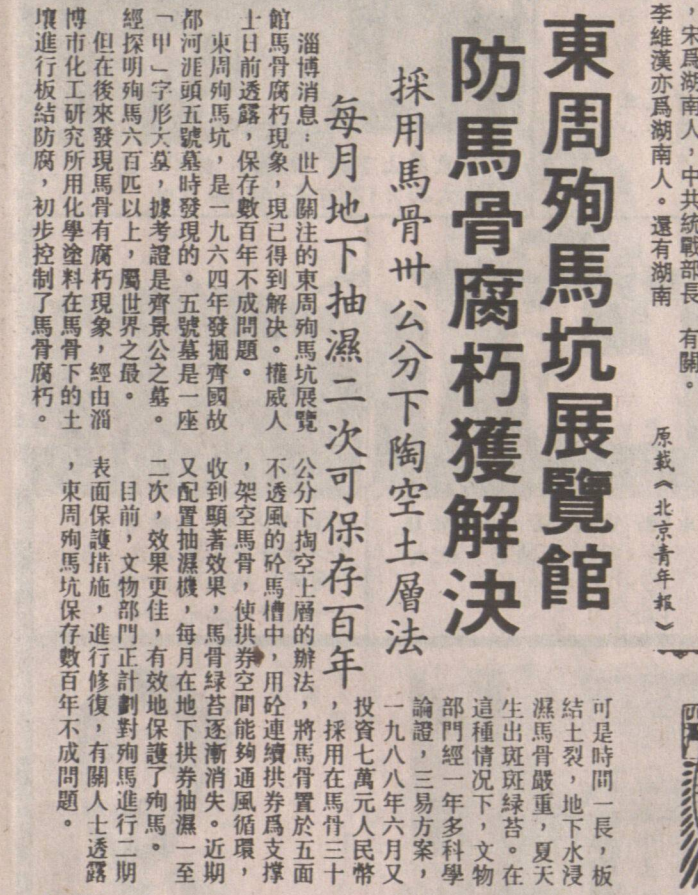 ，宋爲湖南人，中共統戰部長
李維漢亦爲湖南人。還有湖南
有關。
原載《北京青年報》
東周殉馬坑展覽館
防馬骨腐朽獲解決
採用馬骨卅公分下陶空土層法
每月地下抽濕二次可保存百年
淄博消息：世人關注的東周殉馬坑展覽
館馬骨腐朽現象，現已得到解決。權威人
士日前透露，保存數百年不成問題。
東周殉馬坑，是一九六四年發掘齊國故
都河涯頭五號墓時發現的。五號墓是一座
「甲」字形大墓，據考證是齊景公之墓。
經探明殉馬六百匹以上，屬世界之最。
但在後來發現馬骨有腐朽現象，經由淄
博市化工研究所用化學塗料在馬骨下的土
壤進行板結防腐，初步控制了馬骨腐朽。
可是時間一長，板
結土裂，地下水浸
濕馬骨嚴重，夏天
生出斑斑綠苔。在
這種情況下，文物
部門經一年多科學
論證，三易方案，
一九八八年六月又
投資七萬元人民幣
，採用在馬骨三十
公分下掏空土層的辦法，將馬骨置於五面
不透風的砼馬槽中，用砼連續拱券爲支撐
，架空馬骨，使拱券空間能夠通風循環，
收到顯著效果，馬骨綠苔逐漸消失。近期
又配置抽濕機，每月在地下拱券抽濕一至
二次，效果更佳，有效地保護了殉馬。
目前，文物部門正計劃對殉馬進行二期
表面保護措施，進行修復，有關人士透露
，東周殉馬坑保存數百年不成問題。